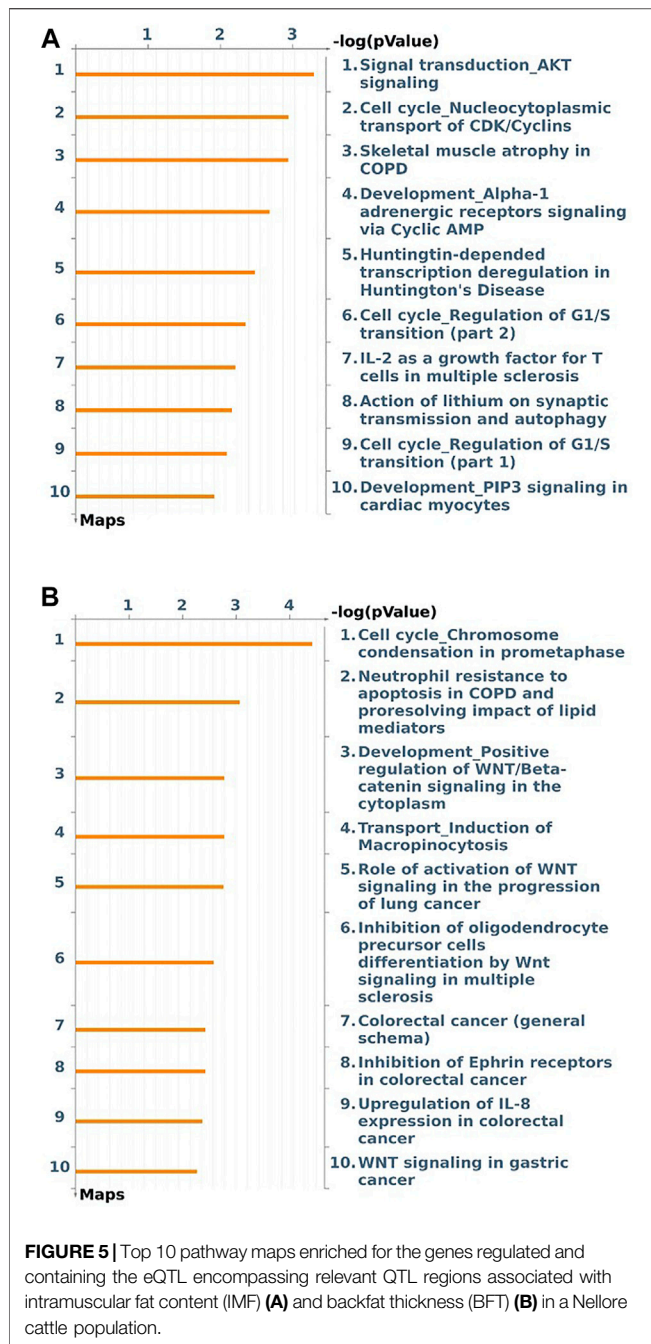 A
1 2 3 -log(pValue)
1
2
3
4
5
6
7
8
9
10
Maps
1. Signal transduction_AKT
signaling
2. Cell cycle_Nucleocytoplasmic
transport of CDK/Cyclins
3. Skeletal muscle atrophy in
COPD
4. Development_Alpha-1
adrenergic receptors signaling
via Cyclic AMP
5. Huntingtin-depended
transcription deregulation in
Huntington's Disease
6. Cell cycle_Regulation of G1/S
transition (part 2)
7. IL-2 as a growth factor for T
cells in multiple sclerosis
8. Action of lithium on synaptic
transmission and autophagy
9. Cell cycle_Regulation of G1/S
transition (part 1)
10. Development_PIP3 signaling in
cardiac myocytes
B
1 2 3 4 -log(pValue)
1
2
3
4
5
6
7
8
9
10
Maps
1. Cell cycle_Chromosome
condensation in prometaphase
2. Neutrophil resistance to
apoptosis in COPD and
proresolving impact of lipid
mediators
3. Development_Positive
regulation of WNT/Beta-
catenin signaling in the
cytoplasm
4. Transport_Induction of
Macropinocytosis
5. Role of activation of WNT
signaling in the progression
of lung cancer
6. Inhibition of oligodendrocyte
precursor cells
differentiation by Wnt
signaling in multiple
sclerosis
7. Colorectal cancer (general
schema)
8. Inhibition of Ephrin receptors
in colorectal cancer
9. Upregulation of IL-8
expression in colorectal
cancer
10. WNT signaling in gastric
cancer
FIGURE 5 | Top 10 pathway maps enriched for the genes regulated and
containing the eQTL encompassing relevant QTL regions associated with
intramuscular fat content (IMF) (A) and backfat thickness (BFT) (B) in a Nellore
cattle population.